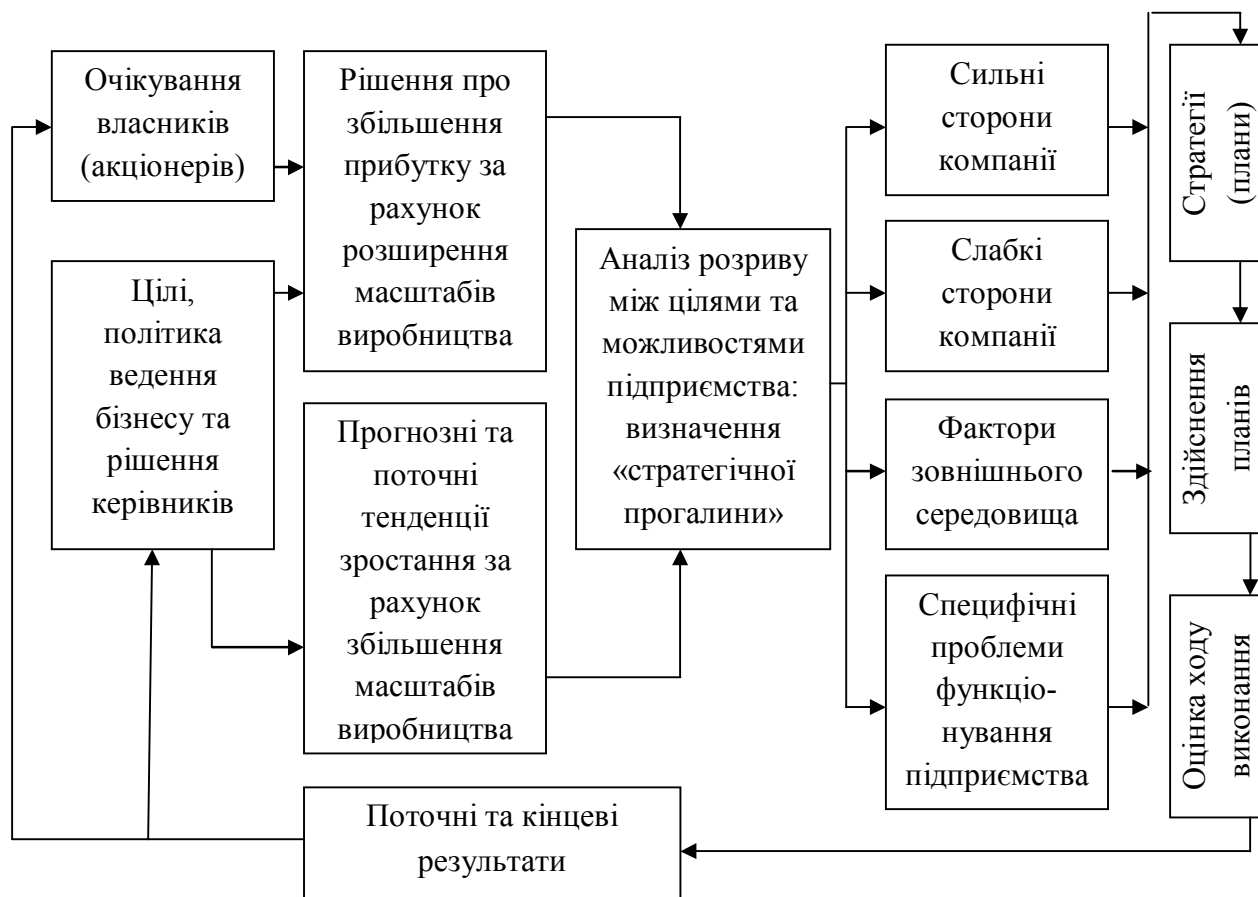 Очікування
власників
(акціонерів)
Цілі,
політика
ведення
бізнесу та
рішення
керівників
Рішення про
збільшення
прибутку за
рахунок
розширення
масштабів
виробництва
Прогнозні та
поточні
тенденції
зростання за
рахунок
збільшення
масштабів
виробництва
Аналіз розриву
між цілями та
можливостями
підприємства:
визначення
«стратегічної
прогалини»
Сильні
сторони
компанії
Слабкі
сторони
компанії
Фактори
зовнішнього
середовища
Специфічні
проблеми
функціо-
нування
підприємства
Стратегії
(плани)
Здійснення
планів
Оцінка ходу
виконання
Поточні та кінцеві
результати